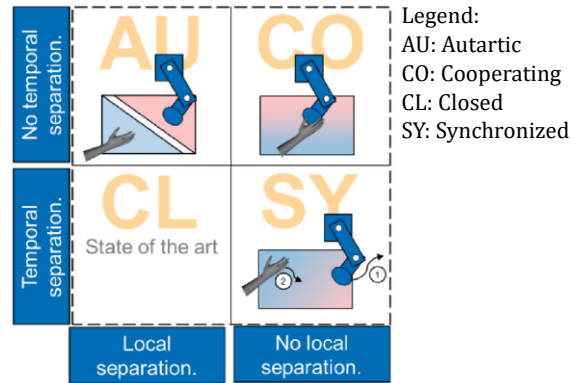 No temporal
separation.
AU
CO
Legend:
AU: Autartic
CO: Cooperating
CL: Closed
SY: Synchronized
Temporal
separation.
CL
State of the art
SY
1
2
Local
separation.
No local
separation.